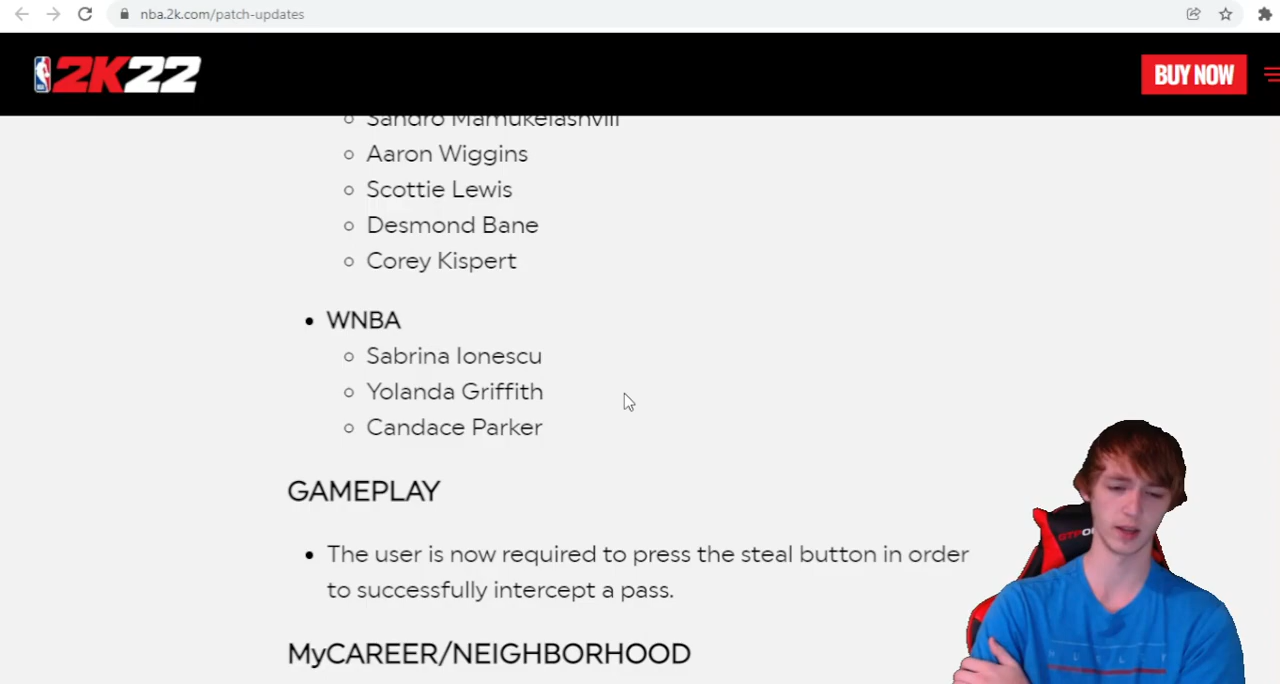 nba.2k.com/patch-updates
2K22
BUY NOW
Sandro Mamukelashvili
Aaron Wiggins
Scottie Lewis
Desmond Bane
Corey Kispert
WNBA
Sabrina Ionescu
Yolanda Griffith
Candace Parker
GAMEPLAY
The user is now required to press the steal button in order
to successfully intercept a pass.
MyCAREER/NEIGHBORHOOD